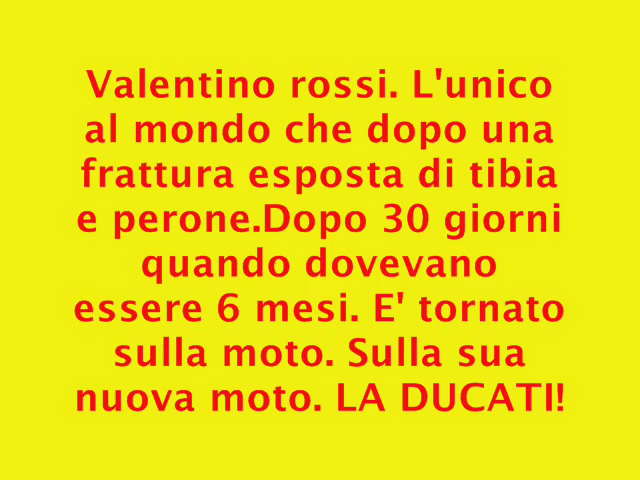 Valentino rossi. L'unico
al mondo che dopo una
frattura esposta di tibia
e perone.Dopo 30 giorni
quando dovevano
essere 6 mesi. E' tornato
sulla moto. Sulla sua
nuova moto. LA DUCATI!